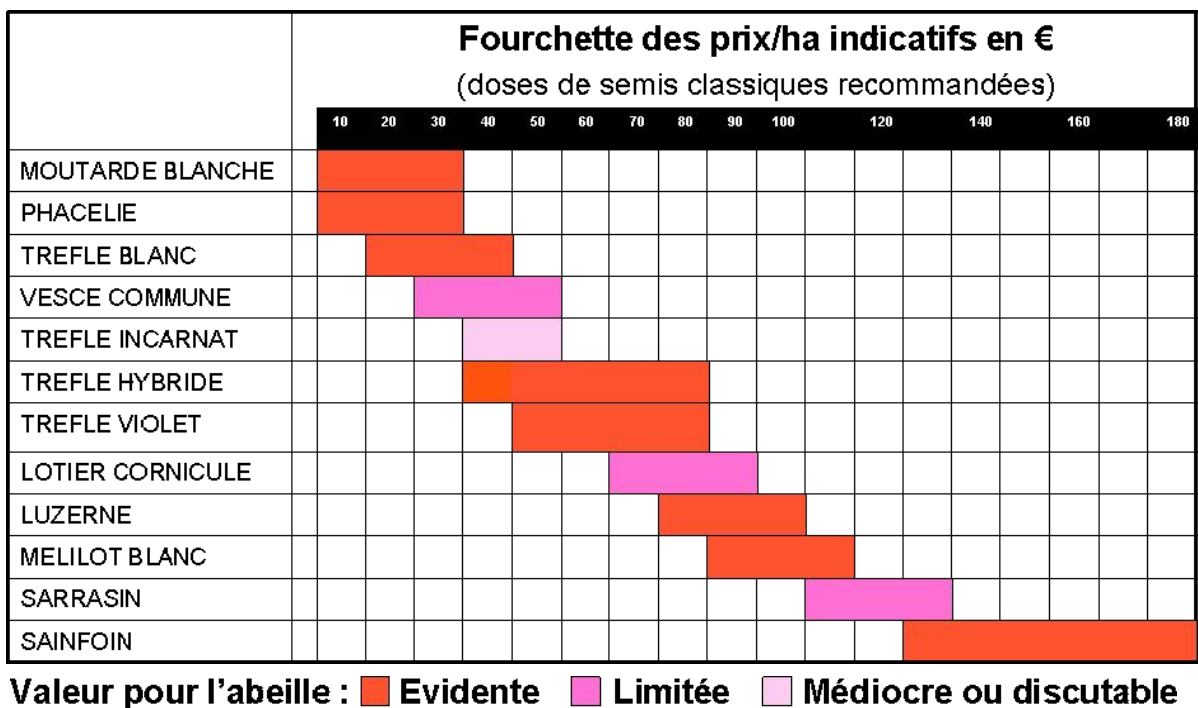 Fourchette des prix/ha indicatifs en €
(doses de semis classiques recommandées)
10 20 30 40 50 60 70 80 90 100 120 140 160 180
MOUTARDE BLANCHE
PHACELIE
TREFLE BLANC
VESCE COMMUNE
TREFLE INCARNAT
TREFLE HYBRIDE
TREFLE VIOLET
LOTIER CORNICULE
LUZERNE
MELILOT BLANC
SARRASIN
SAINFOIN
Valeur pour l'abeille : Evidente Limitée Médiocre ou discutable